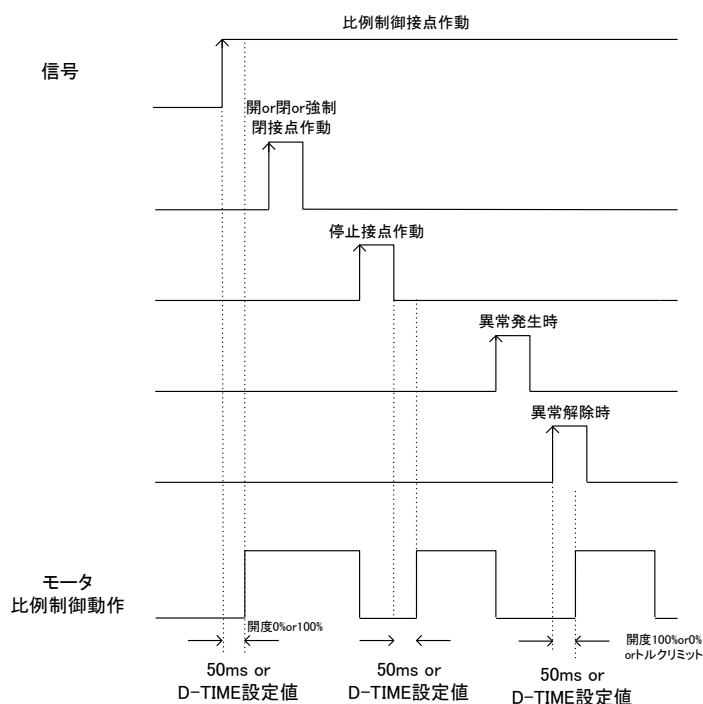 比例制御接点作動
信号
開or閉or強制
閉接点作動
停止接点作動
異常発生時
異常解除時
モータ
比例制御動作
開度0%or100%
開度100%or0%
orトルクリミット
50ms or
D-TIME設定値
50ms or
D-TIME設定値
50ms or
D-TIME設定値